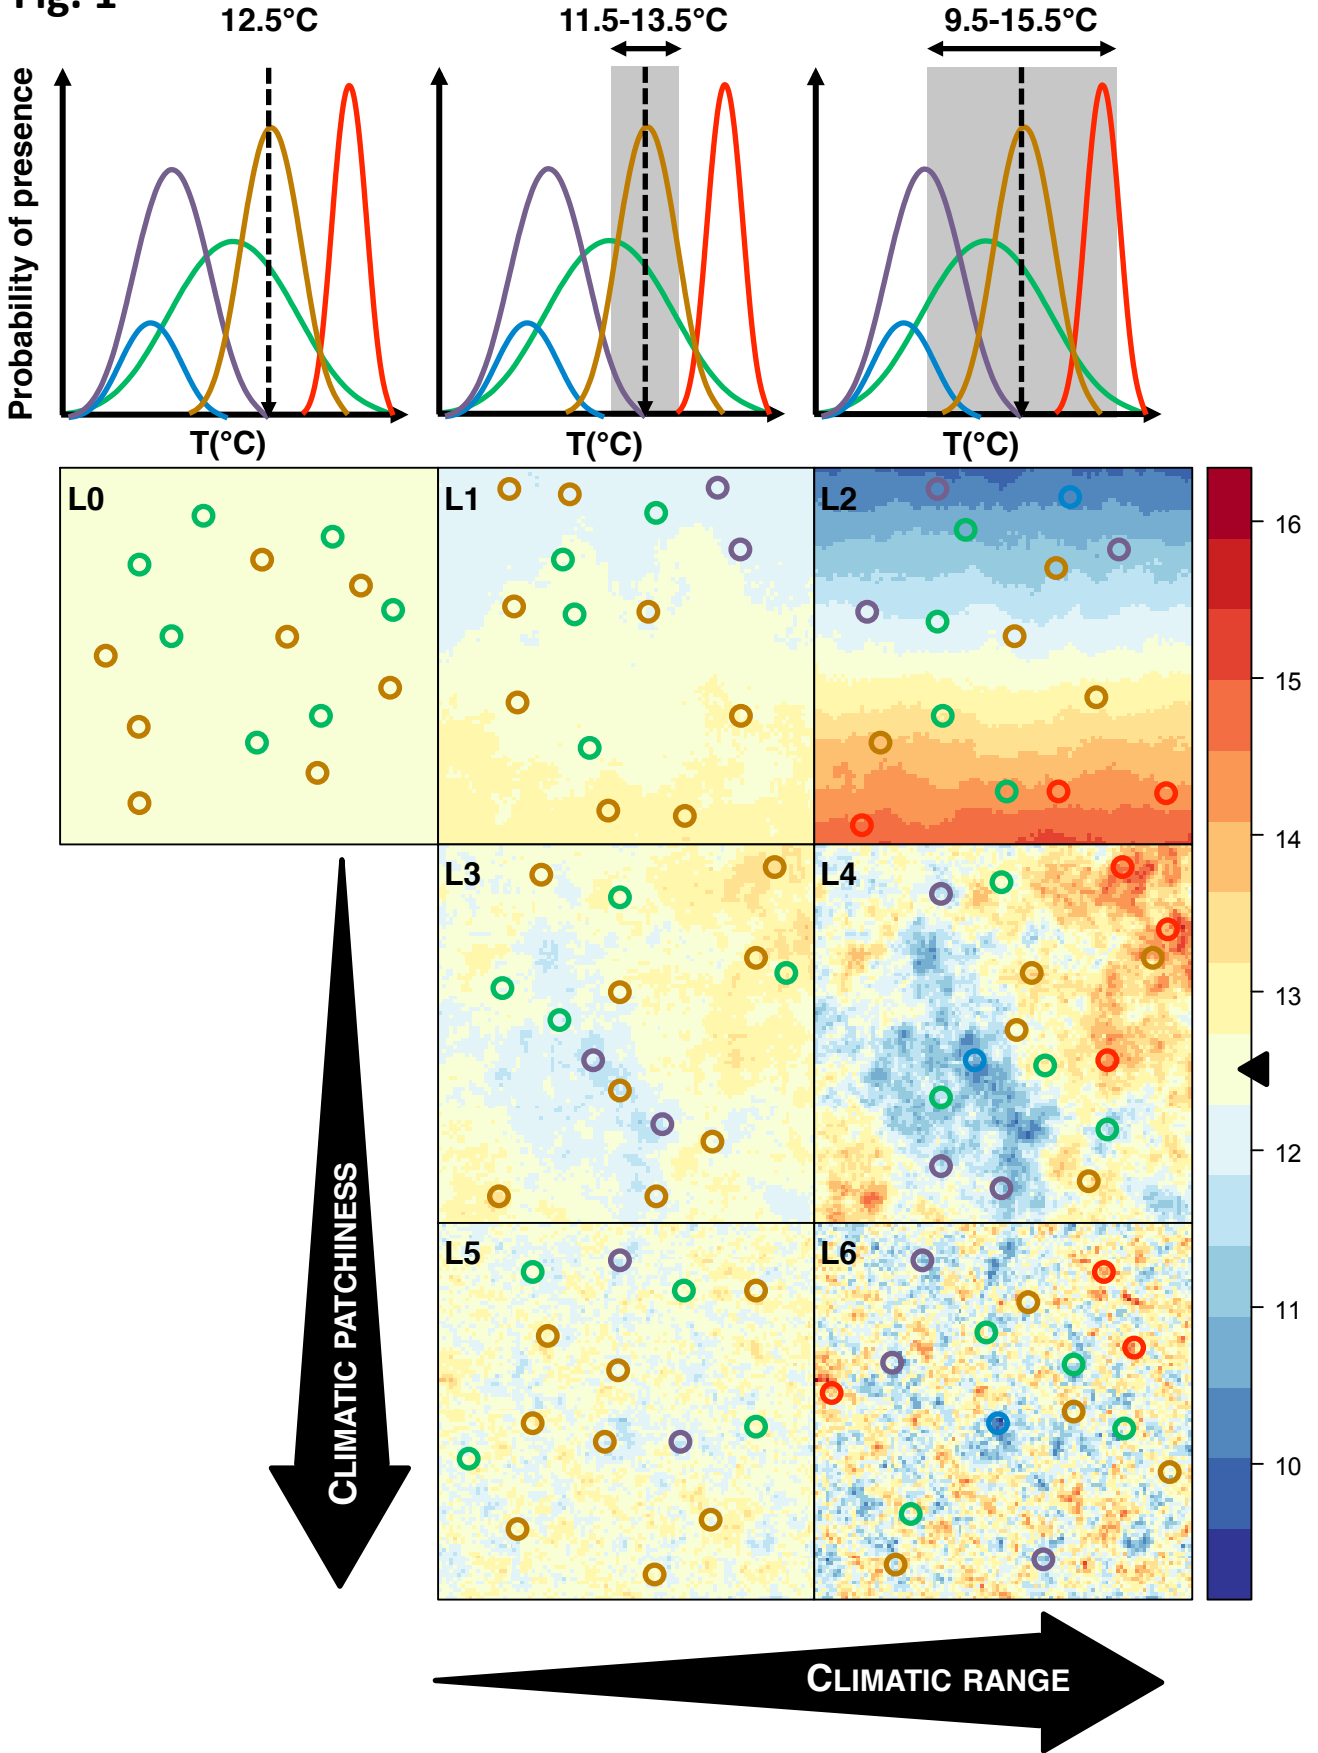 Fig. 1
12.5°C
11.5-13.5°C
9.5-15.5°C
Probability of presence
T(°C)
T(°C)
T(°C)
L0
L1
L2
16
15
14
L3
L4
13
12
L5
L6
11
10
CLIMATIC PATCHINESS
CLIMATIC RANGE